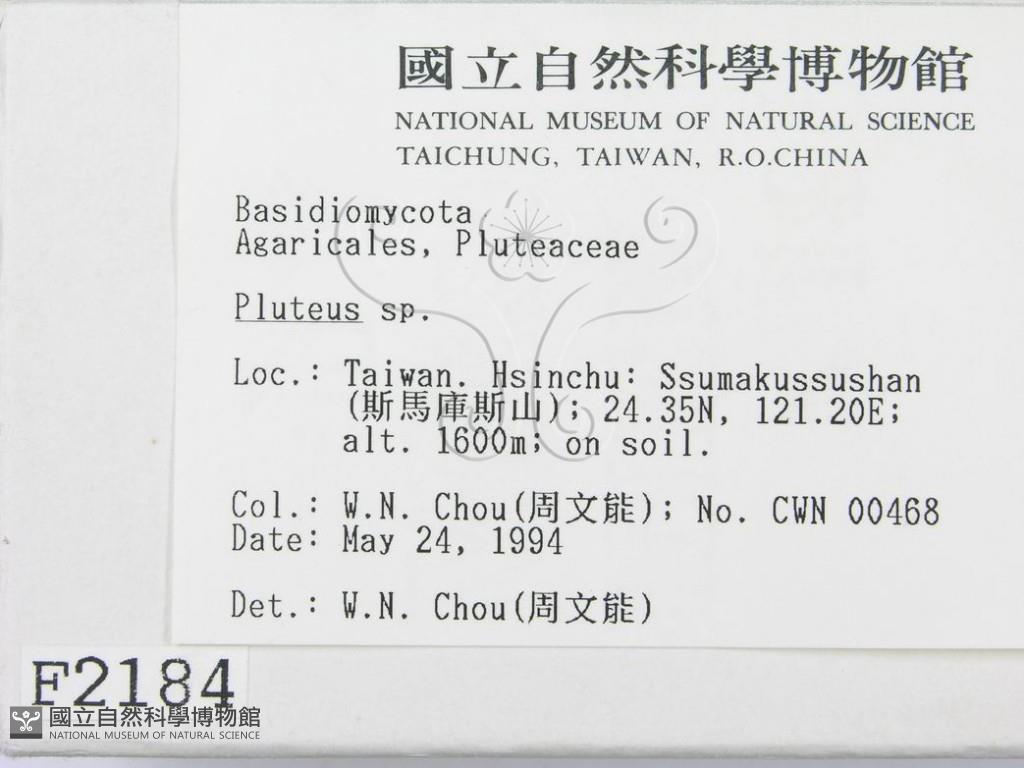 國立自然科學博物館
NATIONAL MUSEUM OF NATURAL SCIENCE
TAICHUNG, TAIWAN, R.O.CHINA
Basidiomycota
Agaricales, Pluteaceae
Pluteus sp.
Loc.: Taiwan. Hsinchu: Ssumakussushan
(斯馬庫斯山); 24.35N, 121.20E;
alt. 1600m; on soil.
Col.: W.N. Chou(周文能); No. CWN 00468
Date: May 24, 1994
Det.: W.N. Chou(周文能)
F2184
國立自然科學博物館
NATIONAL MUSEUM OF NATURAL SCIENCE